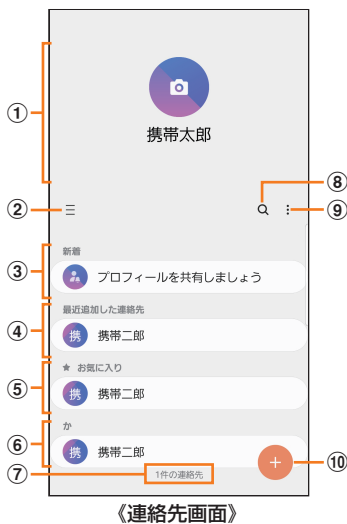 ①
携帯太郎
② ⑧
⑨
新着
③ プロフィールを共有しましょう
最近追加した連絡先
④ 携 携帯二郎
★ お気に入り
⑤ 携 携帯二郎
か
⑥ 携 携帯二郎
⑦ 1件の連絡先 + ⑩
《連絡先画面》